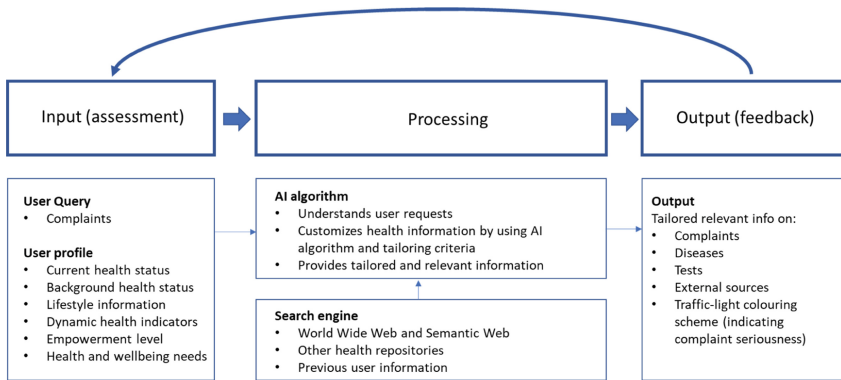 Input (assessment)
Processing
Output (feedback)
User Query
• Complaints
User profile
• Current health status
• Background health status
• Lifestyle information
• Dynamic health indicators
• Empowerment level
• Health and wellbeing needs
AI algorithm
• Understands user requests
• Customizes health information by using AI
algorithm and tailoring criteria
• Provides tailored and relevant information
Search engine
• World Wide Web and Semantic Web
• Other health repositories
• Previous user information
Output
Tailored relevant info on:
• Complaints
• Diseases
• Tests
• External sources
• Traffic-light colouring
scheme (indicating
complaint seriousness)